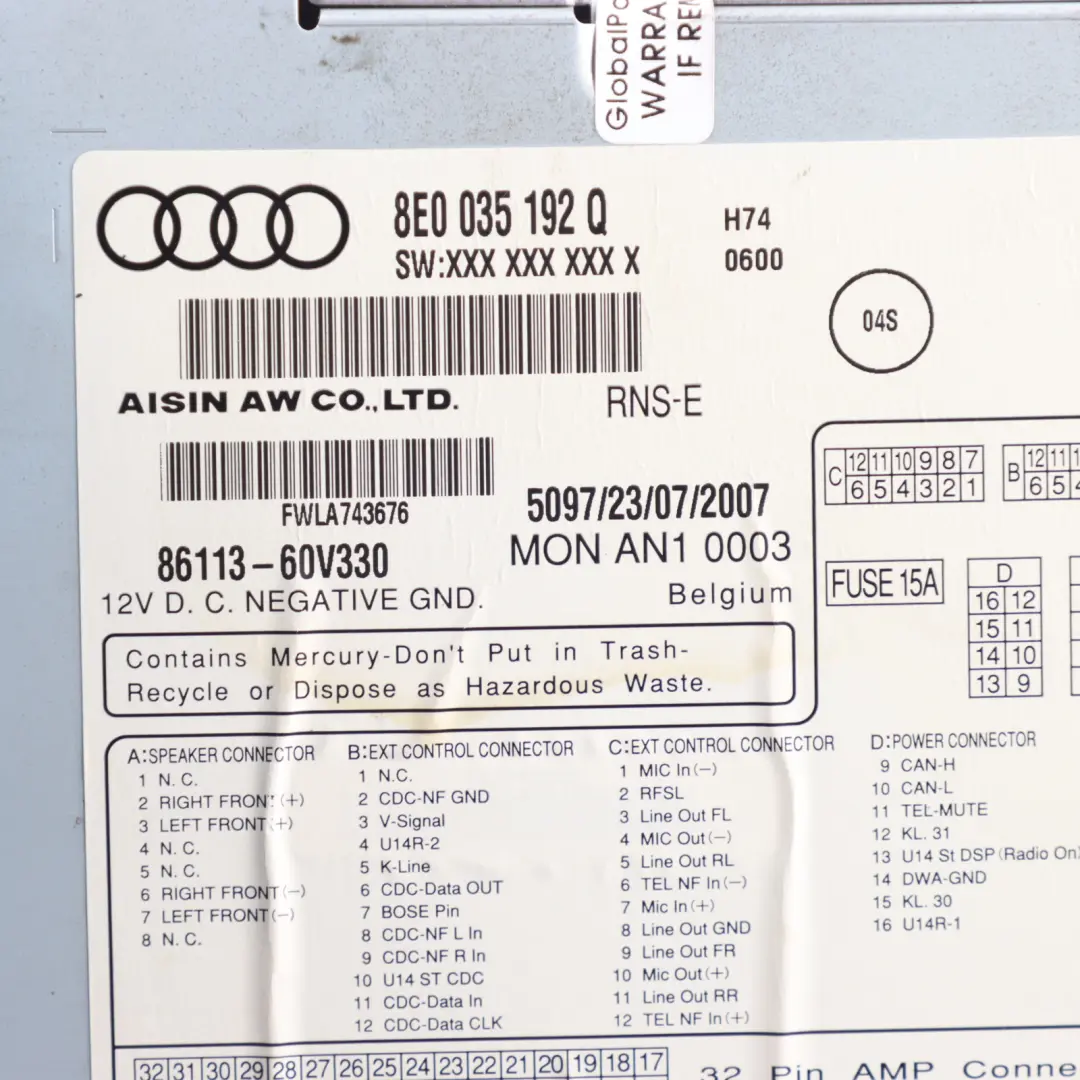 GlobalPa
WARRA
IF REM
8E0 035 192 Q
SW:XXX XXX XXX X
H74
0600
04S
AISIN AW CO.,LTD.
RNS-E
FWLA743676
5097/23/07/2007
86113-60V330
MON AN1 0003
12V D. C. NEGATIVE GND.
Belgium
C 12 11 10 9 8 7
6 5 4 3 2 1
B 12 11 1
6 5 4
FUSE 15A
D
16 12
15 11
14 10
13 9
Contains Mercury-Don't Put in Trash-
Recycle or Dispose as Hazardous Waste.
A:SPEAKER CONNECTOR
1 N. C.
2 RIGHT FRONT (+)
3 LEFT FRONT (+)
4 N. C.
5 N. C.
6 RIGHT FRONT (-)
7 LEFT FRONT (-)
8 N. C.
B:EXT CONTROL CONNECTOR
1 N.C.
2 CDC-NF GND
3 V-Signal
4 U14R-2
5 K-Line
6 CDC-Data OUT
7 BOSE Pin
8 CDC-NF L In
9 CDC-NF R In
10 U14 ST CDC
11 CDC-Data In
12 CDC-Data CLK
C:EXT CONTROL CONNECTOR
1 MIC In(-)
2 RFSL
3 Line Out FL
4 MIC Out(-)
5 Line Out RL
6 TEL NF In(-)
7 Mic In(+)
8 Line Out GND
9 Line Out FR
10 Mic Out(+)
11 Line Out RR
12 TEL NF In(+)
D:POWER CONNECTOR
9 CAN-H
10 CAN-L
11 TEL-MUTE
12 KL. 31
13 U14 St DSP(Radio On)
14 DWA-GND
15 KL. 30
16 U14R-1
32 31 30 29 28 27 26 25 24 23 22 21 20 19 18 17
32 Pin AMP Conne